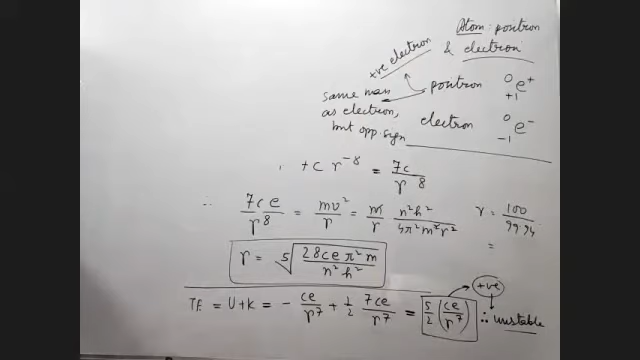 Atom: positron
& electron
+ve electron
positron ⁰₊₁e⁺
same mass
as electron,
but opp. sign
electron ⁰₋₁e⁻
+c r⁻⁸ = 7c/r⁸
∴ 7ce/r⁸ = mv²/r = m/r n²h²/4π²m²r²
r = 100/99.94
=
r = ⁵√(28ceπ²m/n²h²)
TE = U+K = - ce/r⁷ + 1/2 7ce/r⁷ = 5/2 (ce/r⁷) ∴ unstable
+ve